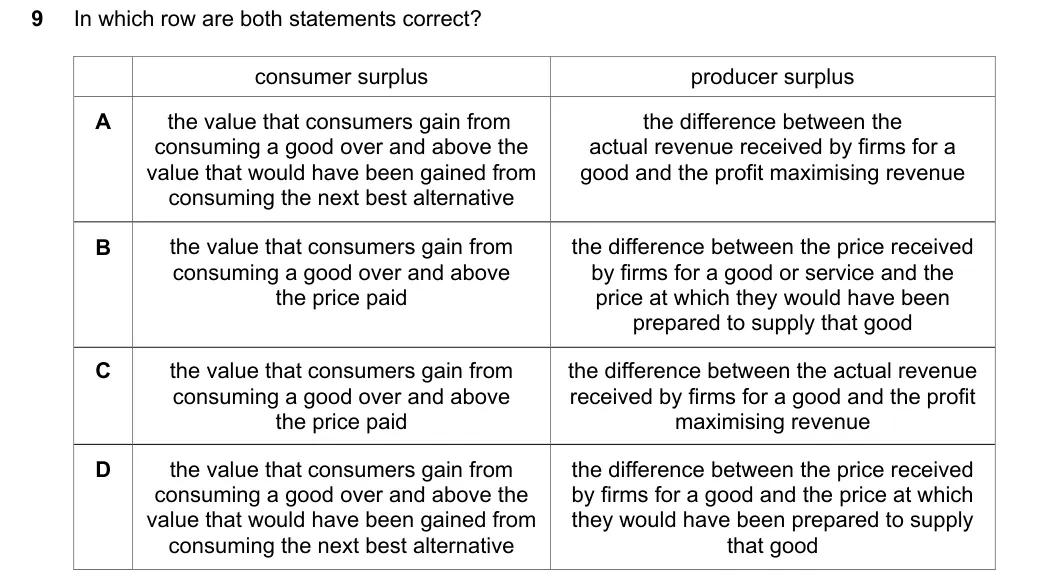 9 In which row are both statements correct?
consumer surplus
producer surplus
A
the value that consumers gain from
consuming a good over and above the
value that would have been gained from
consuming the next best alternative
the difference between the
actual revenue received by firms for a
good and the profit maximising revenue
B
the value that consumers gain from
consuming a good over and above
the price paid
the difference between the price received
by firms for a good or service and the
price at which they would have been
prepared to supply that good
C
the value that consumers gain from
consuming a good over and above
the price paid
the difference between the actual revenue
received by firms for a good and the profit
maximising revenue
D
the value that consumers gain from
consuming a good over and above the
value that would have been gained from
consuming the next best alternative
the difference between the price received
by firms for a good and the price at which
they would have been prepared to supply
that good